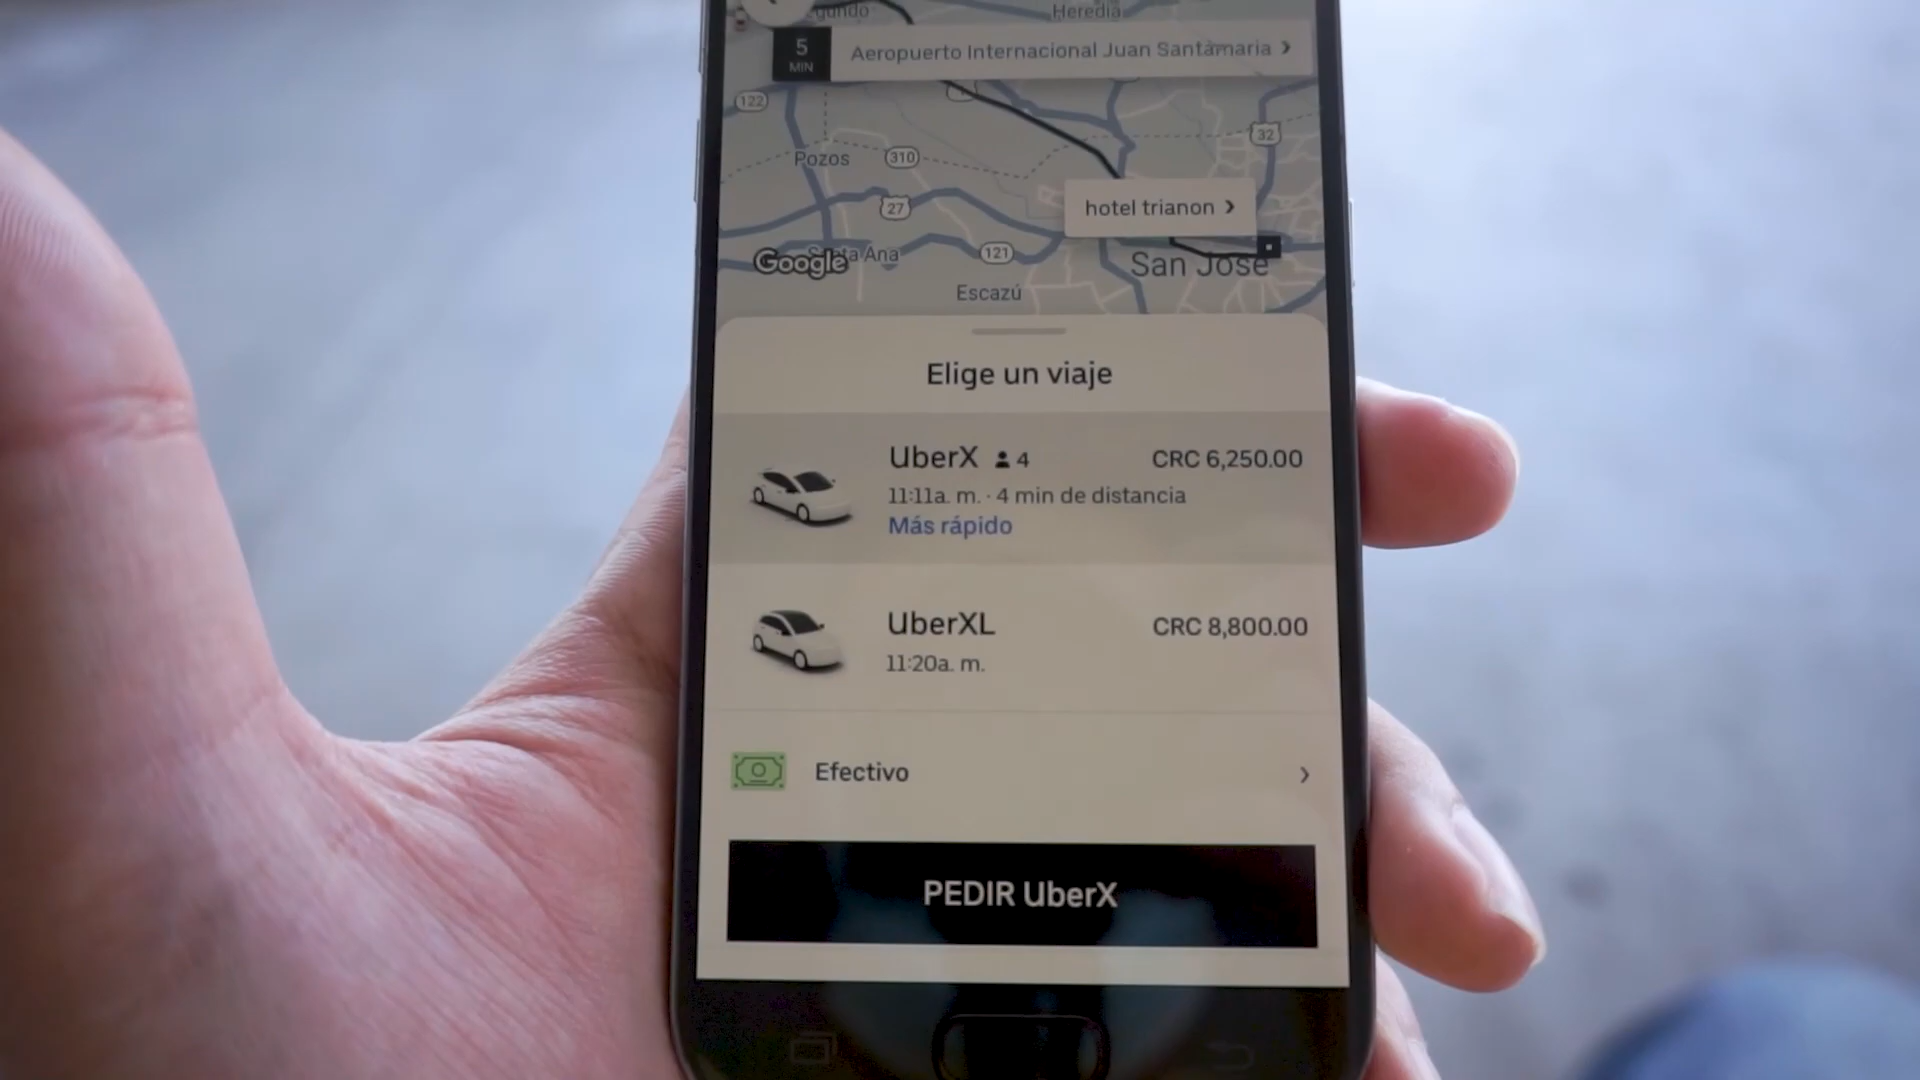 Heredia
5
MIN
Aeropuerto Internacional Juan Santamaria
122
32
Pozos
310
27
hotel trianon
Google
Santa Ana
121
San José
Escazú
Elige un viaje
UberX 4 CRC 6,250.00
11:11a. m. · 4 min de distancia
Más rápido
UberXL CRC 8,800.00
11:20a. m.
Efectivo
PEDIR UberX